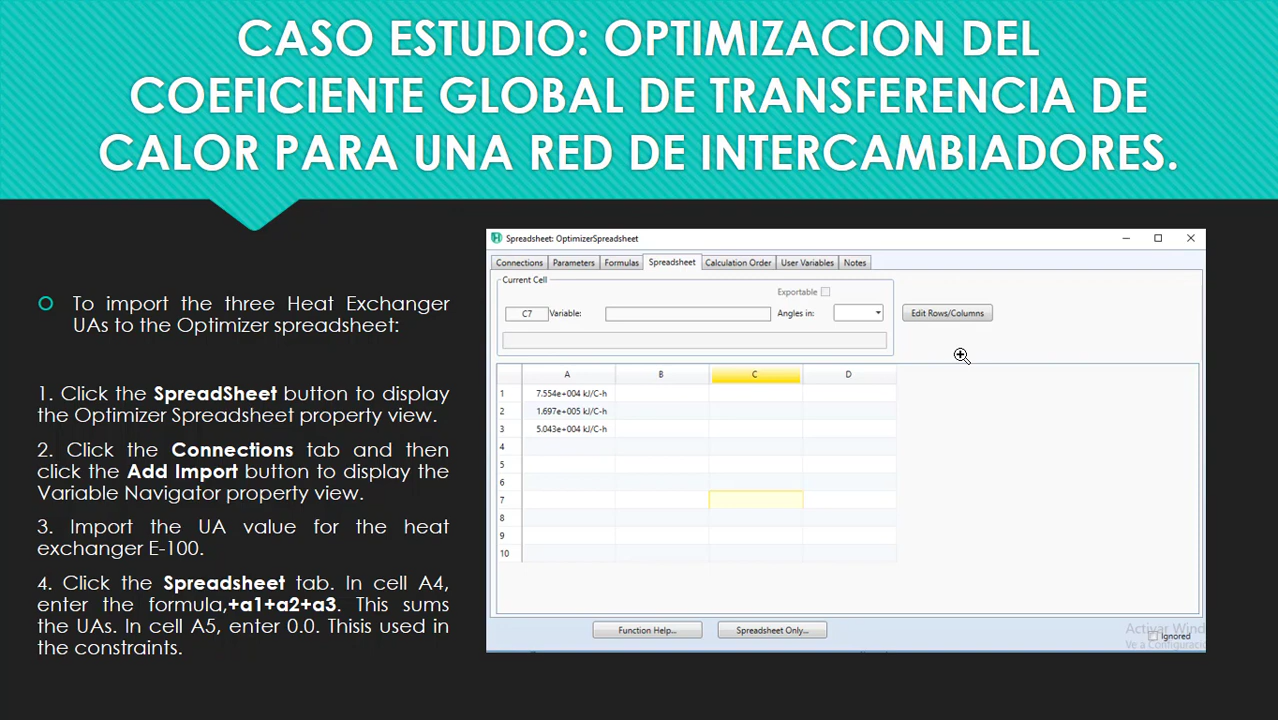 CASO ESTUDIO: OPTIMIZACION DEL
COEFICIENTE GLOBAL DE TRANSFERENCIA DE
CALOR PARA UNA RED DE INTERCAMBIADORES.
To import the three Heat Exchanger
UAs to the Optimizer spreadsheet:
1. Click the SpreadSheet button to display
the Optimizer Spreadsheet property view.
2. Click the Connections tab and then
click the Add Import button to display the
Variable Navigator property view.
3. Import the UA value for the heat
exchanger E-100.
4. Click the Spreadsheet tab. In cell A4,
enter the formula,+a1+a2+a3. This sums
the UAs. In cell A5, enter 0.0. Thisis used in
the constraints.
Spreadsheet: OptimizerSpreadsheet
Connections Parameters Formulas Spreadsheet Calculation Order User Variables Notes
Current Cell
Exportable
C7 Variable: Angles in:
Edit Rows/Columns
A B C D
1 7.554e+004 kJ/C-h
2 1.697e+005 kJ/C-h
3 5.043e+004 kJ/C-h
4
5
6
7
8
9
10
Function Help... Spreadsheet Only...
Activar Wind
Ignored
Ve a Configuració